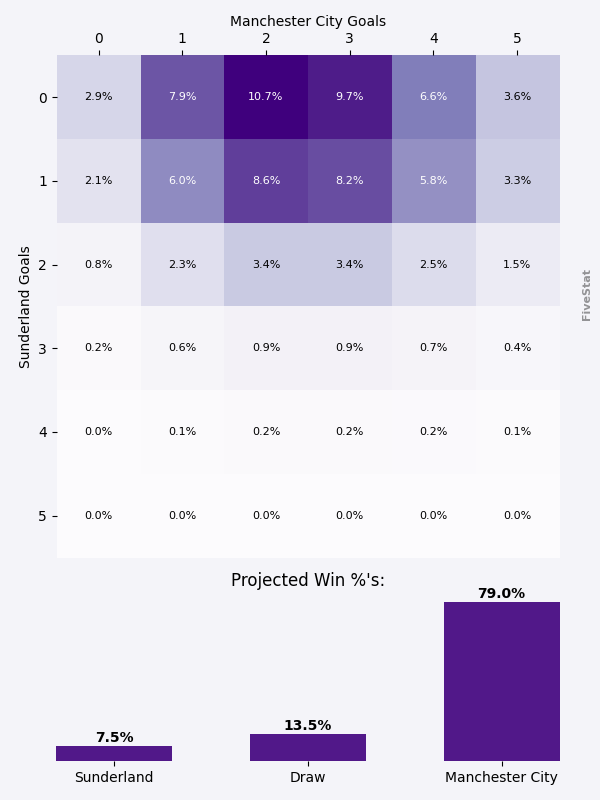 Manchester City Goals
0 1 2 3 4 5
0 2.9% 7.9% 10.7% 9.7% 6.6% 3.6%
1 2.1% 6.0% 8.6% 8.2% 5.8% 3.3%
2 0.8% 2.3% 3.4% 3.4% 2.5% 1.5%
3 0.2% 0.6% 0.9% 0.9% 0.7% 0.4%
4 0.0% 0.1% 0.2% 0.2% 0.2% 0.1%
5 0.0% 0.0% 0.0% 0.0% 0.0% 0.0%
Sunderland Goals
FiveStat
Projected Win %'s:
7.5% 13.5% 79.0%
Sunderland Draw Manchester City